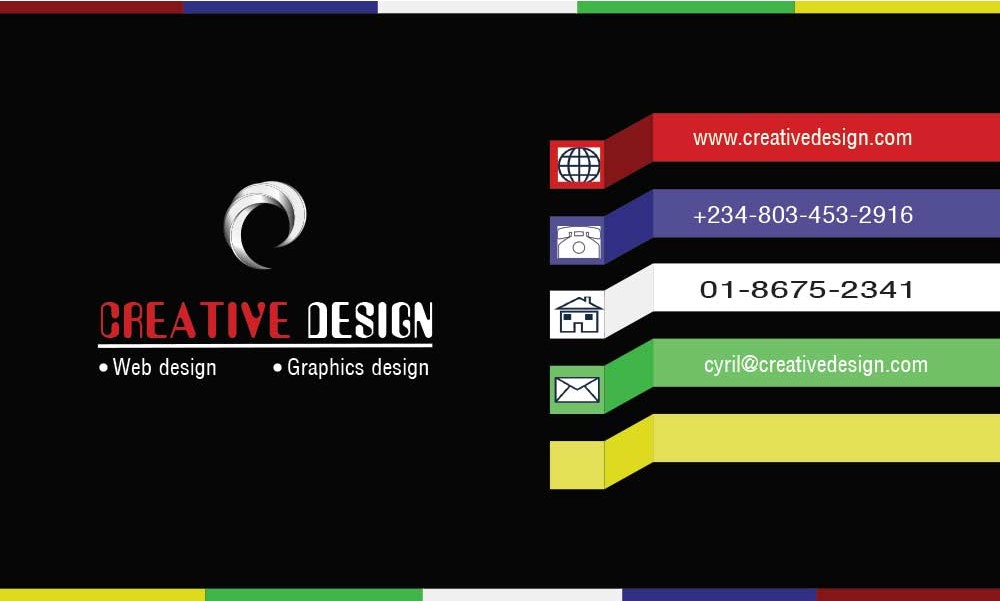 CREATIVE DESIGN
• Web design
• Graphics design
www.creativedesign.com
+234-803-453-2916
01-8675-2341
cyril@creativedesign.com